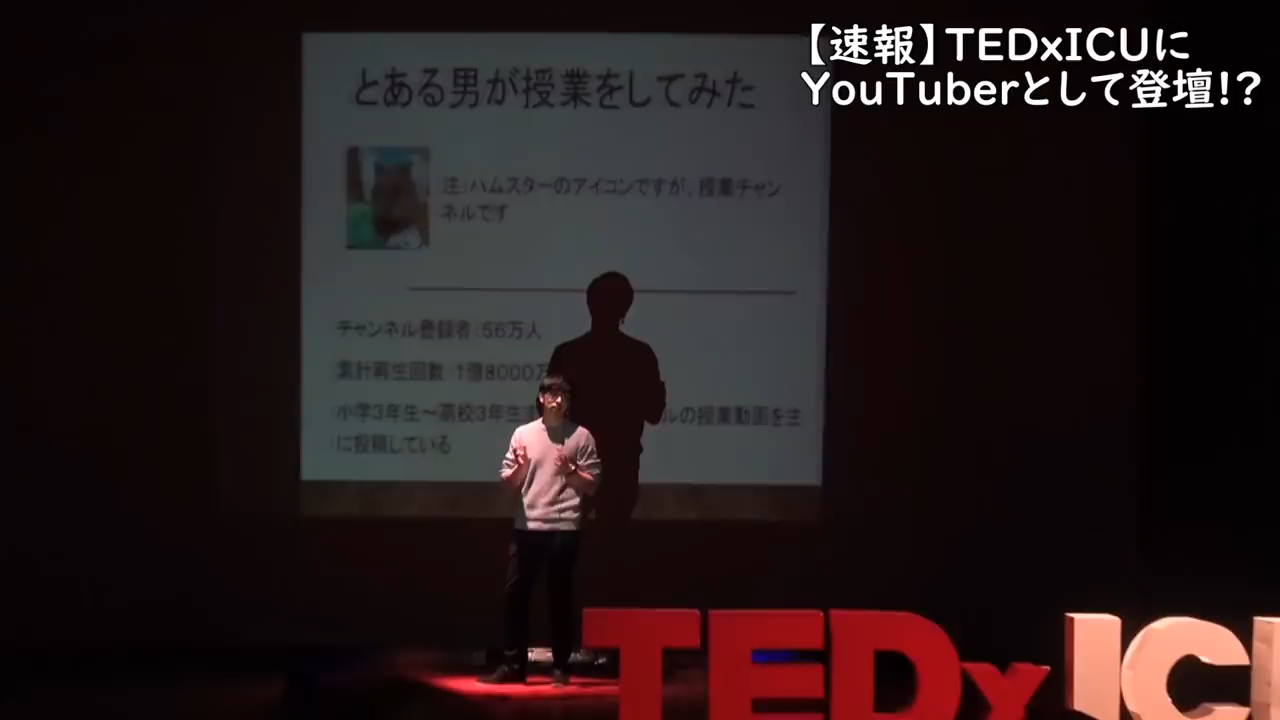 【速報】TEDxICUに
YouTuberとして登壇!?
とある男が授業をしてみた
注:ハムスターのアイコンですが、授業チャン
ネルです
チャンネル登録者:56万人
累計再生回数:1億8000万
小学3年生〜高校3年生ま
ルの授業動画を主
に投稿している
TEDxIC